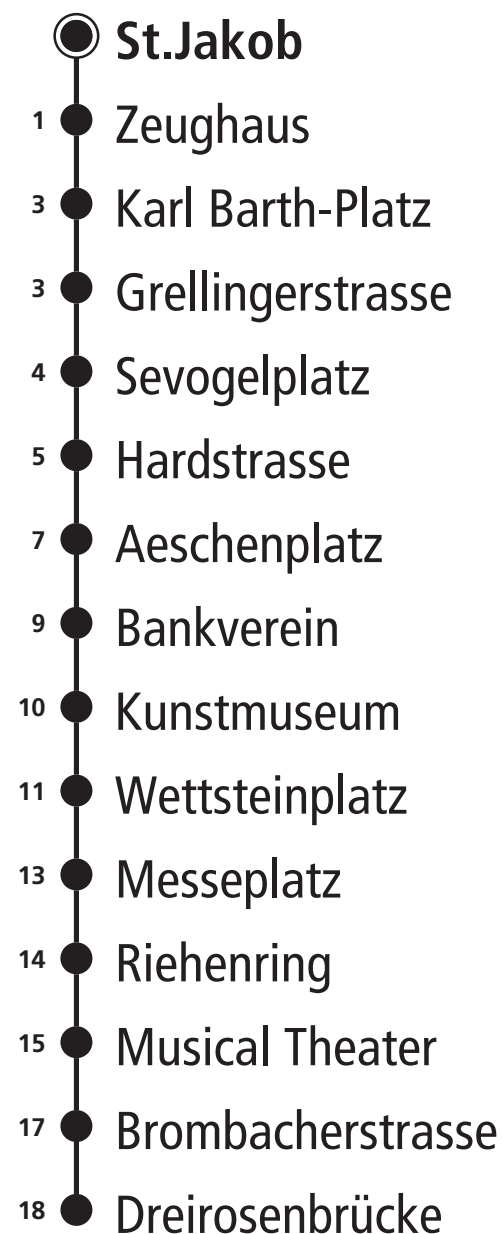 St.Jakob
1 Zeughaus
3 Karl Barth-Platz
3 Grellingerstrasse
4 Sevogelplatz
5 Hardstrasse
7 Aeschenplatz
9 Bankverein
10 Kunstmuseum
11 Wettsteinplatz
13 Messeplatz
14 Riehenring
15 Musical Theater
17 Brombacherstrasse
18 Dreirosenbrücke